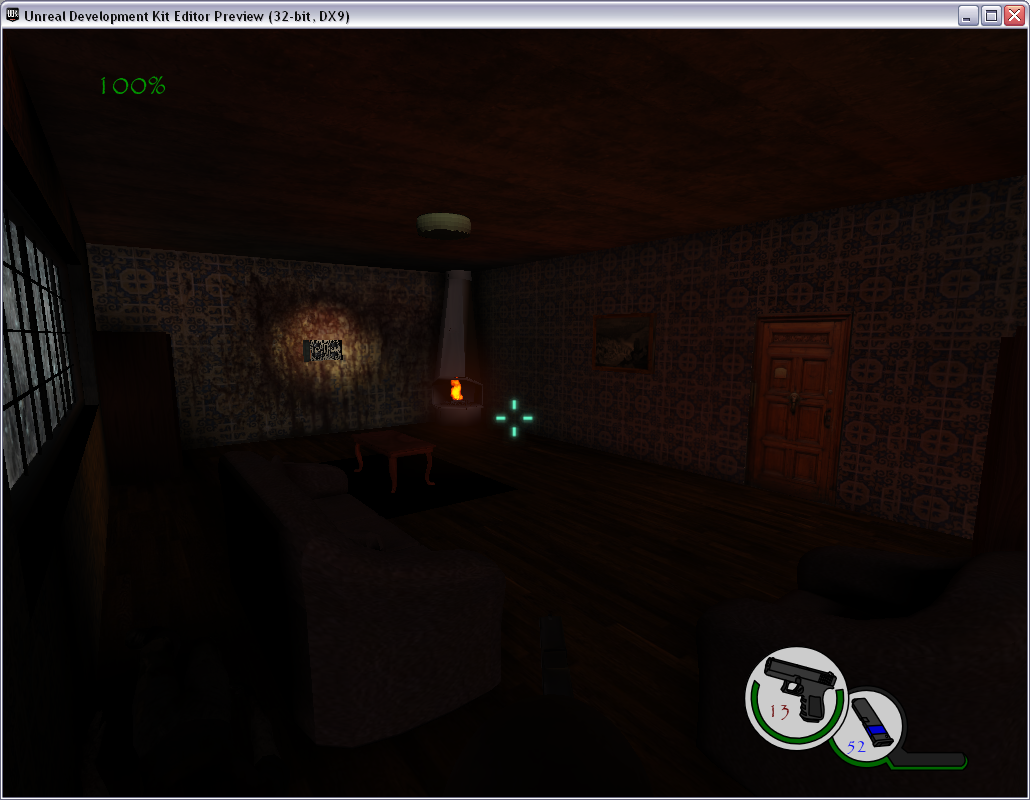 Unreal Development Kit Editor Preview (32-bit, DX9)
100%
13
52